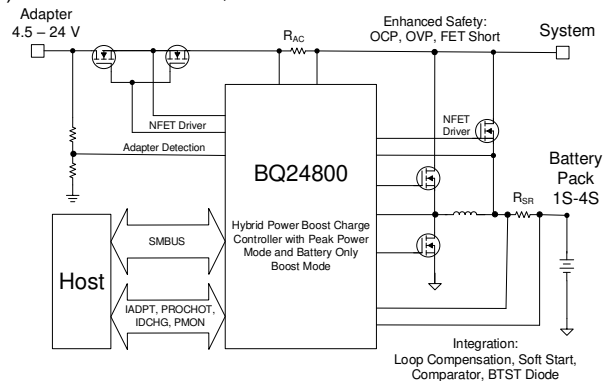 Adapter
4.5 – 24 V
RAC
Enhanced Safety:
OCP, OVP, FET Short
System
NFET Driver
Adapter Detection
NFET
Driver
BQ24800
Hybrid Power Boost Charge
Controller with Peak Power
Mode and Battery Only
Boost Mode
Battery
Pack
1S-4S
RSR
Host
SMBUS
IADPT, PROCHOT,
IDCHG, PMON
Integration:
Loop Compensation, Soft Start,
Comparator, BTST Diode